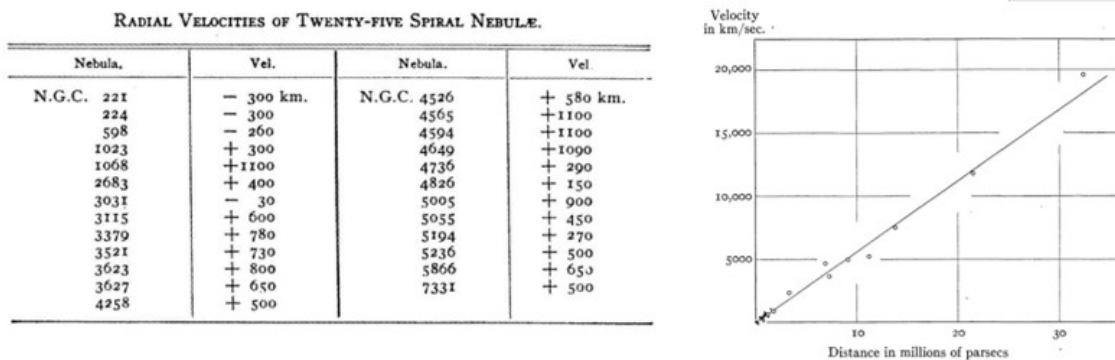 RADIAL VELOCITIES OF TWENTY-FIVE SPIRAL NEBULÆ.
Nebula. Vel. Nebula. Vel
N.G.C. 221 − 300 km. N.G.C. 4526 + 580 km.
224 − 300 4565 +1100
598 − 260 4594 +1100
1023 + 300 4649 +1090
1068 +1100 4736 + 290
2683 + 400 4826 + 150
3031 − 30 5005 + 900
3115 + 600 5055 + 450
3379 + 780 5194 + 270
3521 + 730 5236 + 500
3623 + 800 5866 + 650
3627 + 650 7331 + 500
4258 + 500
Velocity
in km/sec.
20,000
15,000
10,000
5000
10 20 30
Distance in millions of parsecs